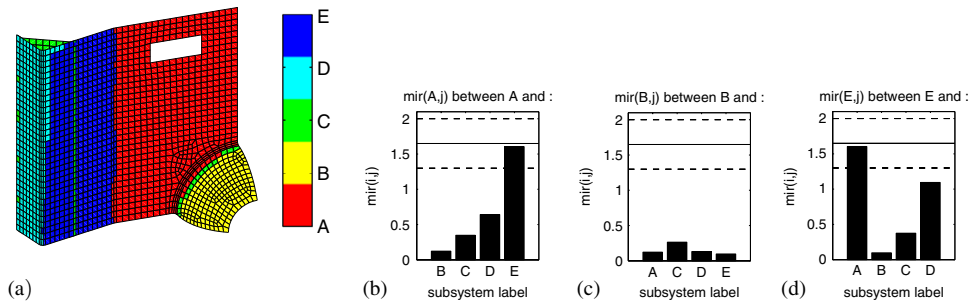 E
D
C
B
A
(a)
mir(A,j) between A and :
2
1.5
1
0.5
0
mir(i,j)
B C D E
subsystem label
(b)
mir(B,j) between B and :
2
1.5
1
0.5
0
mir(i,j)
A C D E
subsystem label
(c)
mir(E,j) between E and :
2
1.5
1
0.5
0
mir(i,j)
A B C D
subsystem label
(d)